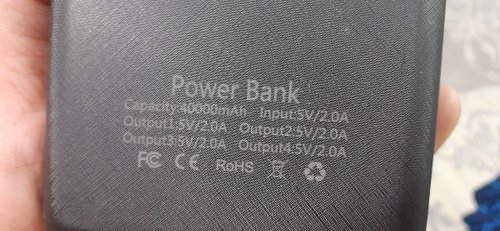 Power Bank
Capacity:40000mAh Input:5V/2.0A
Output1:5V/2.0A Output2:5V/2.0A
Output3:5V/2.0A Output4:5V/2.0A
FC CE RoHS